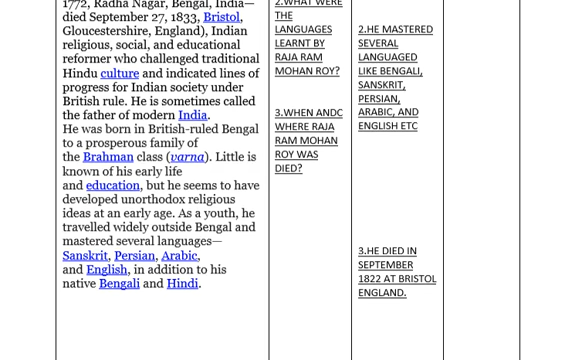 1772, Radha Nagar, Bengal, India—
died September 27, 1833, Bristol,
Gloucestershire, England), Indian
religious, social, and educational
reformer who challenged traditional
Hindu culture and indicated lines of
progress for Indian society under
British rule. He is sometimes called
the father of modern India.
He was born in British-ruled Bengal
to a prosperous family of
the Brahman class (varna). Little is
known of his early life
and education, but he seems to have
developed unorthodox religious
ideas at an early age. As a youth, he
travelled widely outside Bengal and
mastered several languages—
Sanskrit, Persian, Arabic,
and English, in addition to his
native Bengali and Hindi.
2.WHAT WERE
THE
LANGUAGES
LEARNT BY
RAJA RAM
MOHAN ROY?
3.WHEN ANDC
WHERE RAJA
RAM MOHAN
ROY WAS
DIED?
2.HE MASTERED
SEVERAL
LANGUAGED
LIKE BENGALI,
SANSKRIT,
PERSIAN,
ARABIC, AND
ENGLISH ETC
3.HE DIED IN
SEPTEMBER
1822 AT BRISTOL
ENGLAND.